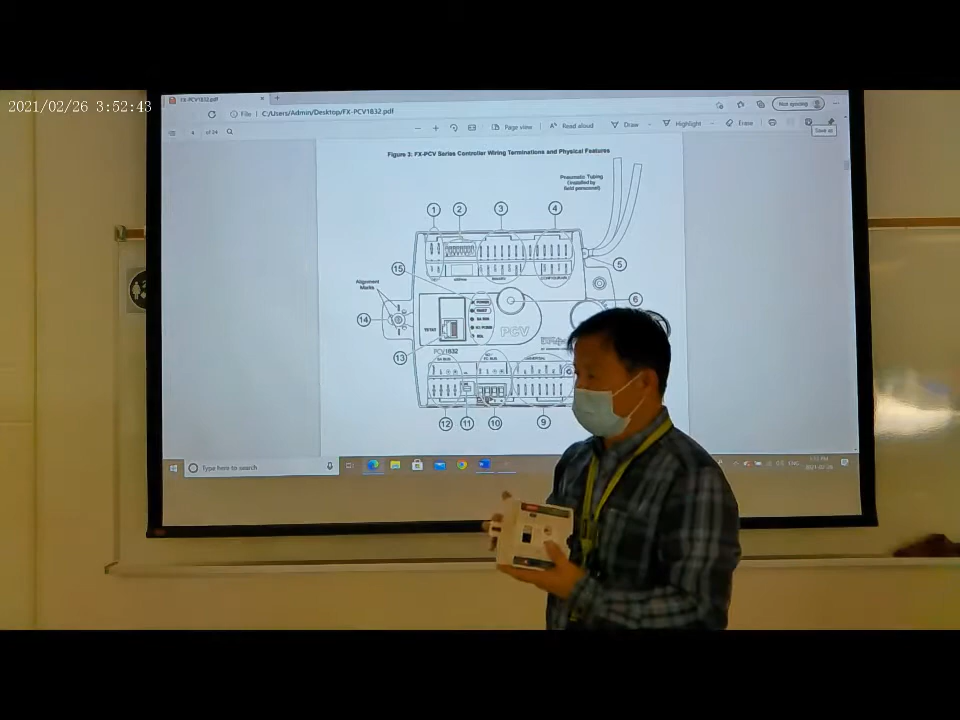 2021/02/26 3:52:43
FX-PCV1832.pdf
File C:/Users/Admin/Desktop/FX-PCV1832.pdf
Not syncing
of 24
Page view
Read aloud
Draw
Highlight
Erase
Save as
Figure 3: FX-PCV Series Controller Wiring Terminations and Physical Features
Pneumatic Tubing
(Installed by
field personnel)
1
2
3
4
15
5
Alignment
Marks
6
14
POWER
PCV
13
PCV1832
12
11
10
9
Type here to search
ENG